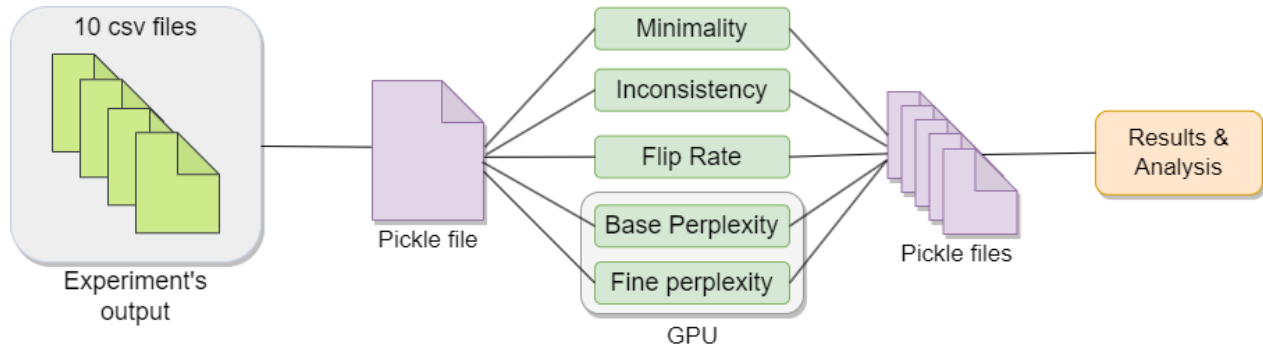 10 csv files
Experiment's
output
Pickle file
Minimality
Inconsistency
Flip Rate
Base Perplexity
Fine perplexity
GPU
Pickle files
Results &
Analysis